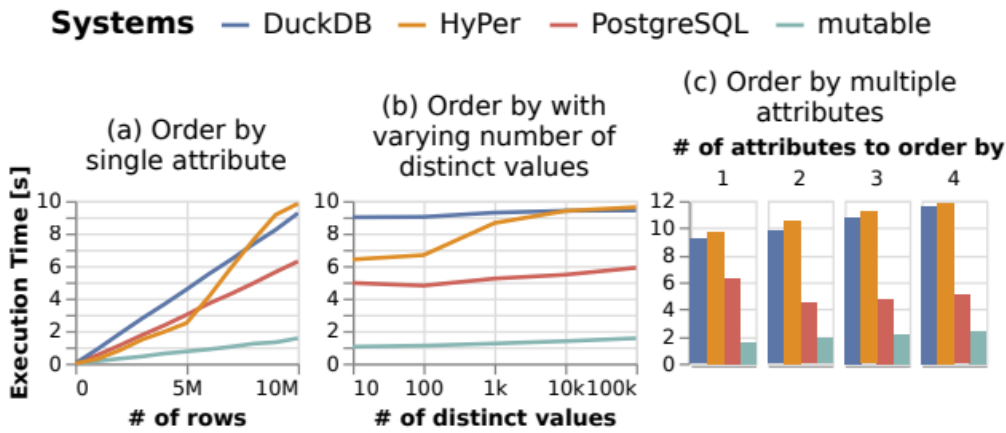 Systems DuckDB HyPer PostgreSQL mutable
(a) Order by
single attribute
Execution Time [s]
10
8
6
4
2
0
0 5M 10M
# of rows
(b) Order by with
varying number of
distinct values
10
8
6
4
2
0
10 100 1k 10k 100k
# of distinct values
(c) Order by multiple
attributes
# of attributes to order by
1 2 3 4
12
10
8
6
4
2
0